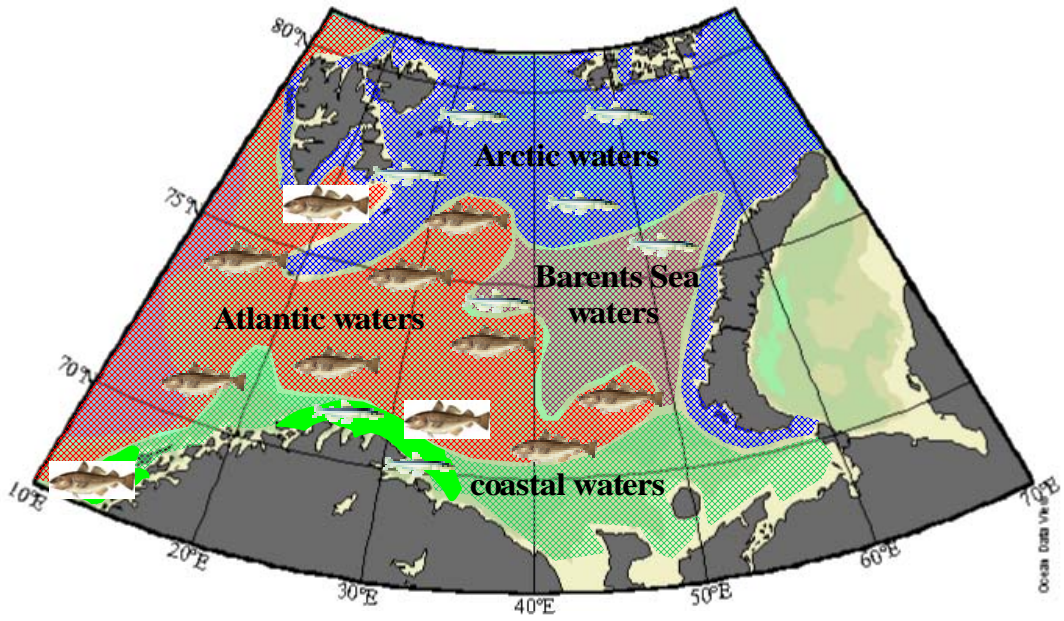 80°N
Arctic waters
75°N
Barents Sea
waters
Atlantic waters
70°N
coastal waters
10°E
20°E
30°E
40°E
50°E
60°E
70°E
Ocean Data View